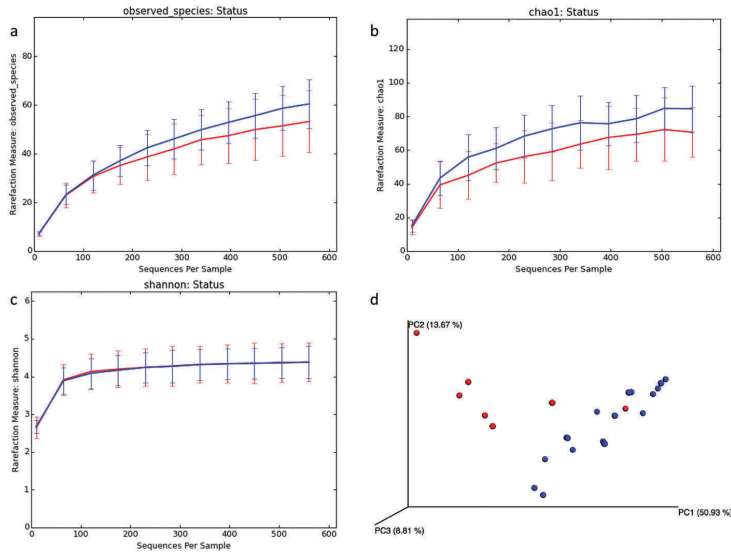 a
observed_species: Status
Rarefaction Measure: observed_species
80
60
40
20
0
0 100 200 300 400 500 600
Sequences Per Sample
b
chao1: Status
Rarefaction Measure: chao1
120
100
80
60
40
20
0
0 100 200 300 400 500 600
Sequences Per Sample
c
shannon: Status
Rarefaction Measure: shannon
6
5
4
3
2
1
0
0 100 200 300 400 500 600
Sequences Per Sample
d
PC2 (13.67 %)
PC1 (50.93 %)
PC3 (8.81 %)